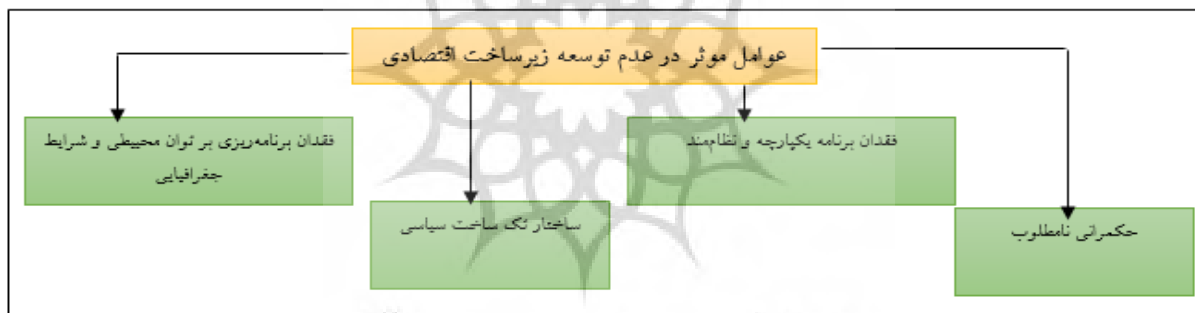 عوامل موثر در عدم توسعه زیرساخت اقتصادی
حکمرانی نامطلوب
فقدان برنامه یکپارچه و نظام‌مند
ساختار تک ساخت سیاسی
فقدان برنامه‌ریزی بر توان محیطی و شرایط
جغرافیایی